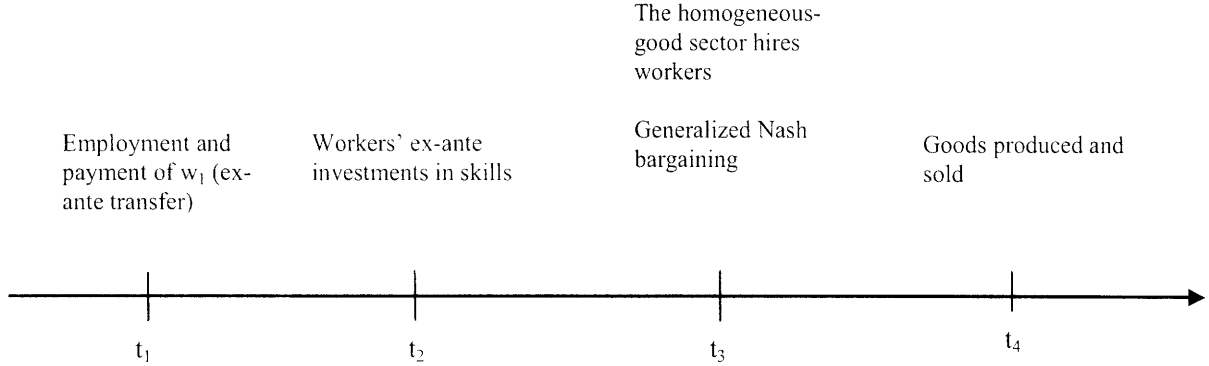 The homogeneous-
good sector hires
workers
Employment and
payment of w₁ (ex-
ante transfer)
Workers' ex-ante
investments in skills
Generalized Nash
bargaining
Goods produced and
sold
t₁
t₂
t₃
t₄